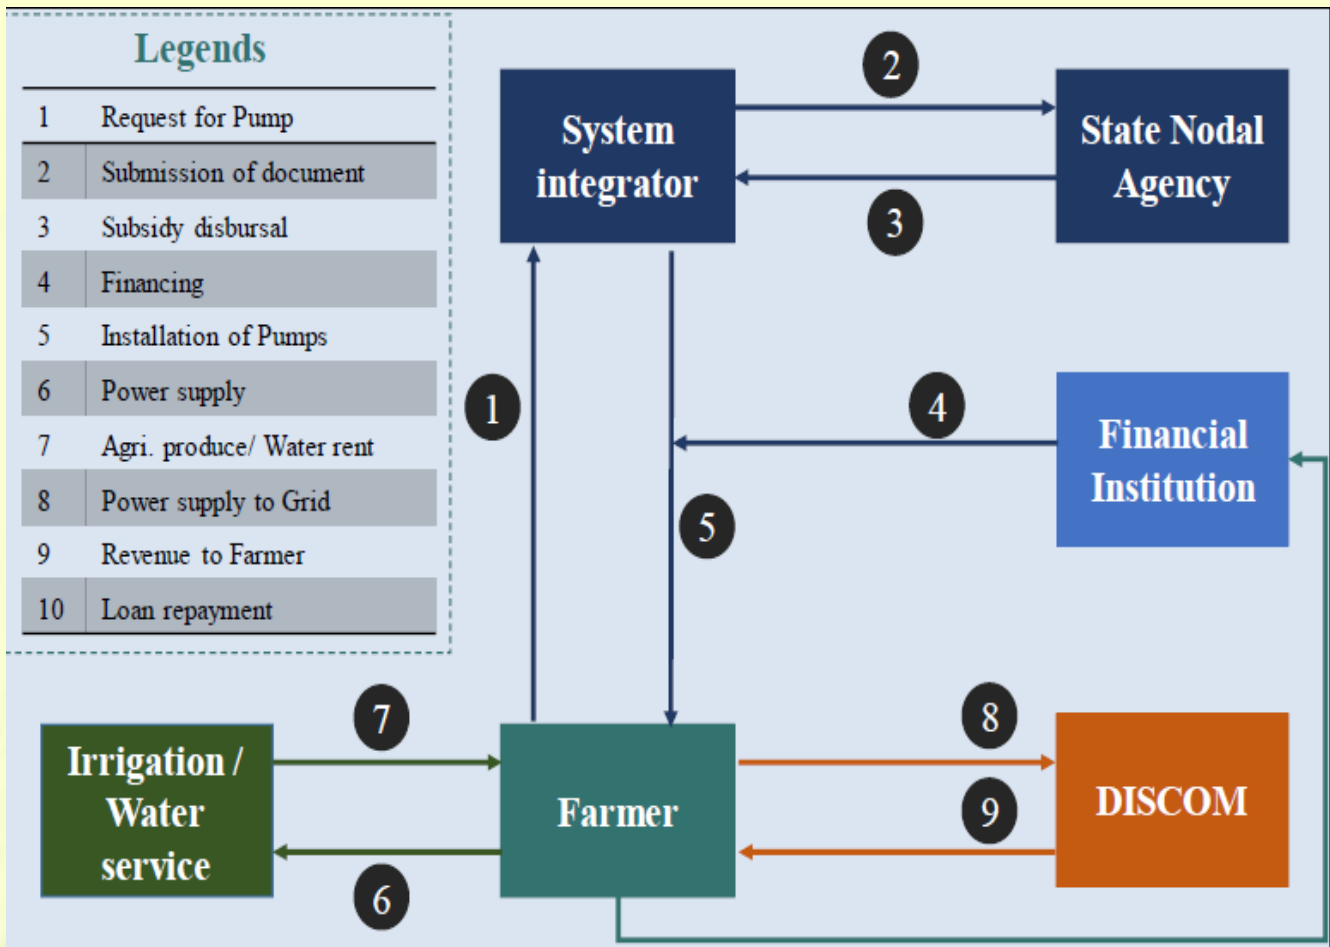 Legends
1 Request for Pump
2 Submission of document
3 Subsidy disbursal
4 Financing
5 Installation of Pumps
6 Power supply
7 Agri. produce/ Water rent
8 Power supply to Grid
9 Revenue to Farmer
10 Loan repayment
System
integrator
2
3
State Nodal
Agency
1
4
5
Financial
Institution
Irrigation /
Water
service
7
6
Farmer
8
9
DISCOM